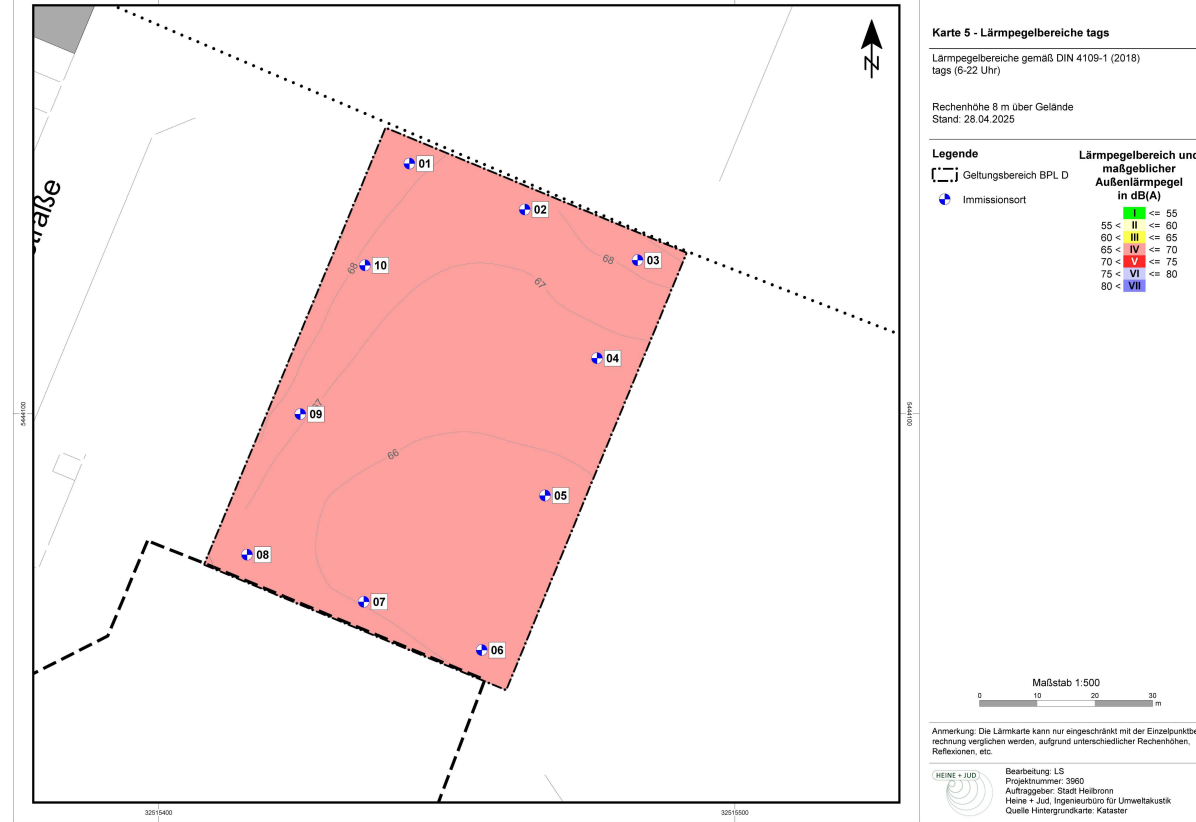 Karte 5 - Lärmpegelbereiche tags
Lärmpegelbereiche gemäß DIN 4109-1 (2018)
tags (6-22 Uhr)
Rechenhöhe 8 m über Gelände
Stand: 28.04.2025
Legende
Geltungsbereich BPL D
Immissionsort
Lärmpegelbereich und
maßgeblicher
Außenlärmpegel
in dB(A)
I <= 55
55 < II <= 60
60 < III <= 65
65 < IV <= 70
70 < V <= 75
75 < VI <= 80
80 < VII
N
01
02
03
04
05
06
07
08
09
10
68
68
67
66
5444100
5444100
32515400
32515500
Maßstab 1:500
0 10 20 30
m
Anmerkung: Die Lärmkarte kann nur eingeschränkt mit der Einzelpunktbe
rechnung verglichen werden, aufgrund unterschiedlicher Rechenhöhen,
Reflexionen, etc.
HEINE + JUD
Bearbeitung: LS
Projektnummer: 3960
Auftraggeber: Stadt Heilbronn
Heine + Jud, Ingenieurbüro für Umweltakustik
Quelle Hintergrundkarte: Kataster